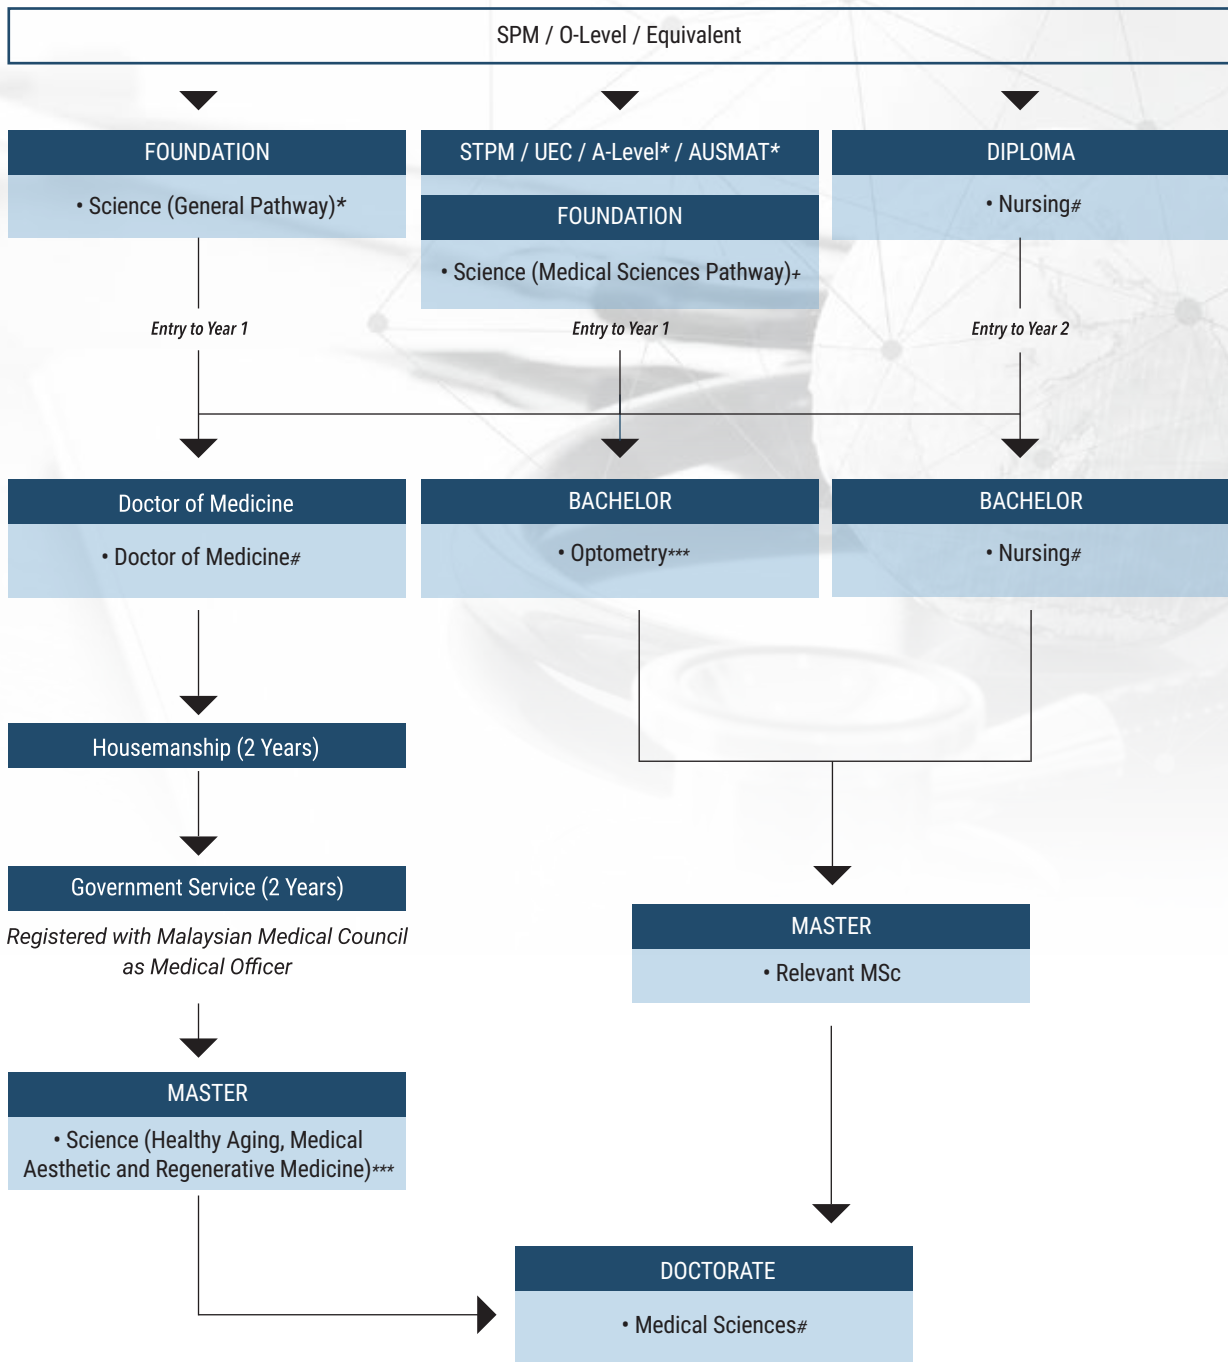 SPM / O-Level / Equivalent
FOUNDATION
• Science (General Pathway)*
STPM / UEC / A-Level* / AUSMAT*
FOUNDATION
• Science (Medical Sciences Pathway)+
DIPLOMA
• Nursing#
Entry to Year 1
Entry to Year 1
Entry to Year 2
Doctor of Medicine
• Doctor of Medicine#
BACHELOR
• Optometry***
BACHELOR
• Nursing#
Housemanship (2 Years)
Government Service (2 Years)
Registered with Malaysian Medical Council
as Medical Officer
MASTER
• Relevant MSc
MASTER
• Science (Healthy Aging, Medical
Aesthetic and Regenerative Medicine)***
DOCTORATE
• Medical Sciences#